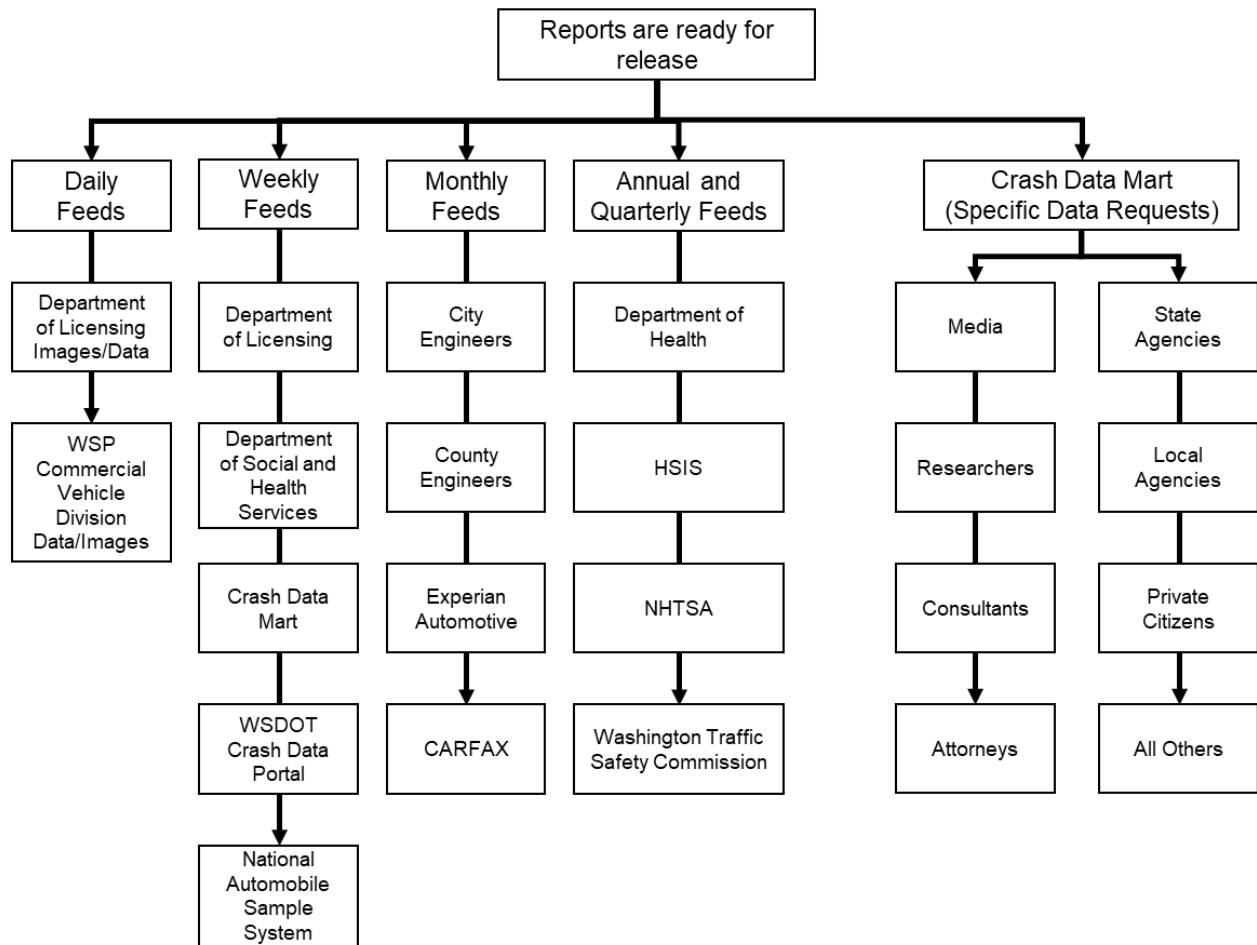 Reports are ready for
release
Daily
Feeds
Weekly
Feeds
Monthly
Feeds
Annual and
Quarterly Feeds
Crash Data Mart
(Specific Data Requests)
Department
of Licensing
Images/Data
WSP
Commercial
Vehicle
Division
Data/Images
Department
of Licensing
Department
of Social and
Health
Services
Crash Data
Mart
WSDOT
Crash Data
Portal
National
Automobile
Sample
System
City
Engineers
County
Engineers
Experian
Automotive
CARFAX
Department of
Health
HSIS
NHTSA
Washington Traffic
Safety Commission
Media
Researchers
Consultants
Attorneys
State
Agencies
Local
Agencies
Private
Citizens
All Others